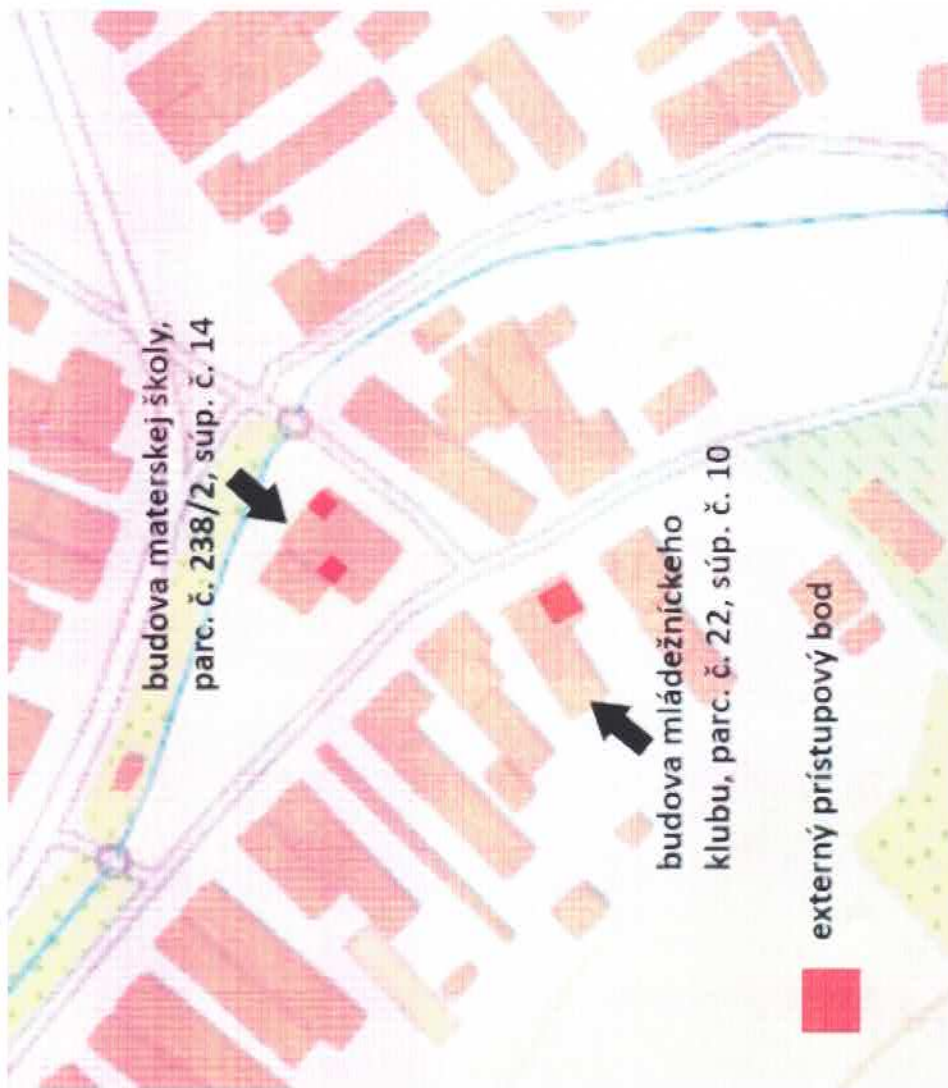 budova materskej školy,
parc. č. 238/2, súp. č. 14
budova mládežníckeho
klubu, parc. č. 22, súp. č. 10
externý prístupový bod